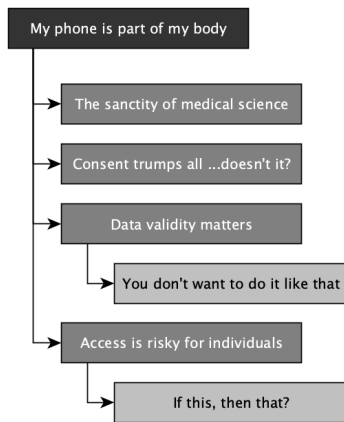 My phone is part of my body
The sanctity of medical science
Consent trumps all ...doesn't it?
Data validity matters
You don't want to do it like that
Access is risky for individuals
If this, then that?